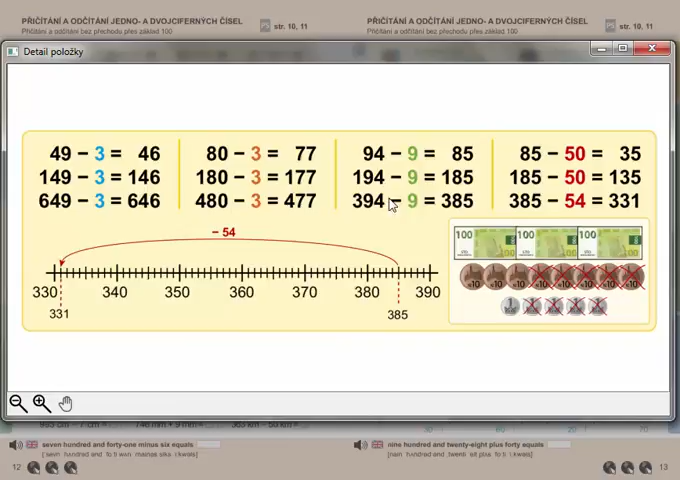 PŘIČÍTÁNÍ A ODČÍTÁNÍ JEDNO- A DVOJCIFERNÝCH ČÍSEL
str. 10, 11
Přičítání a odčítání bez přechodu přes základ 100
PŘIČÍTÁNÍ A ODČÍTÁNÍ JEDNO- A DVOJCIFERNÝCH ČÍSEL
str. 10, 11
Přičítání a odčítání bez přechodu přes základ 100
Detail položky
49 − 3 = 46
149 − 3 = 146
649 − 3 = 646
80 − 3 = 77
180 − 3 = 177
480 − 3 = 477
94 − 9 = 85
194 − 9 = 185
394 − 9 = 385
85 − 50 = 35
185 − 50 = 135
385 − 54 = 331
− 54
330 340 350 360 370 380 390
331 385
100 100 100
seven hundred and forty-one minus six equals
nine hundred and twenty-eight plus forty equals
12
13